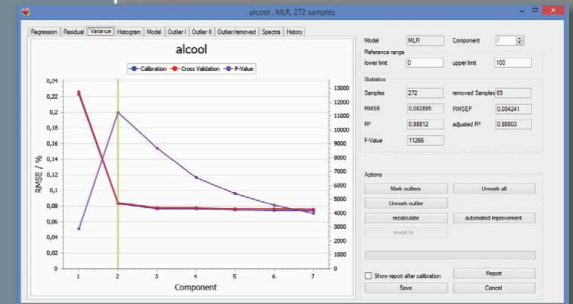 alcool , MLR, 272 samples
Regression Residual Variance Histogram Model Outlier I Outlier II Outlier/removed Spectra History
alcool
Calibration Cross Validation F-Value
0,24
0,22
0,2
0,18
0,16
0,14
0,12
0,1
0,08
0,06
0,04
0,02
0
RMSE / %
13000
12000
11000
10000
9000
8000
7000
6000
5000
4000
3000
2000
1000
0
1 2 3 4 5 6 7
Component
Model MLR Component 2
Reference range
lower limit 0 upper limit 100
Statistics
Samples 272 removed Samples 69
RMSE 0,082885 RMSEP 0,084241
R² 0.98812 adjusted R² 0.98803
F-Value 11266
Actions
Mark outliers Unmark all
Unmark outlier
recalculate automated improvement
revert to
Show report after calibration Report
Save Cancel